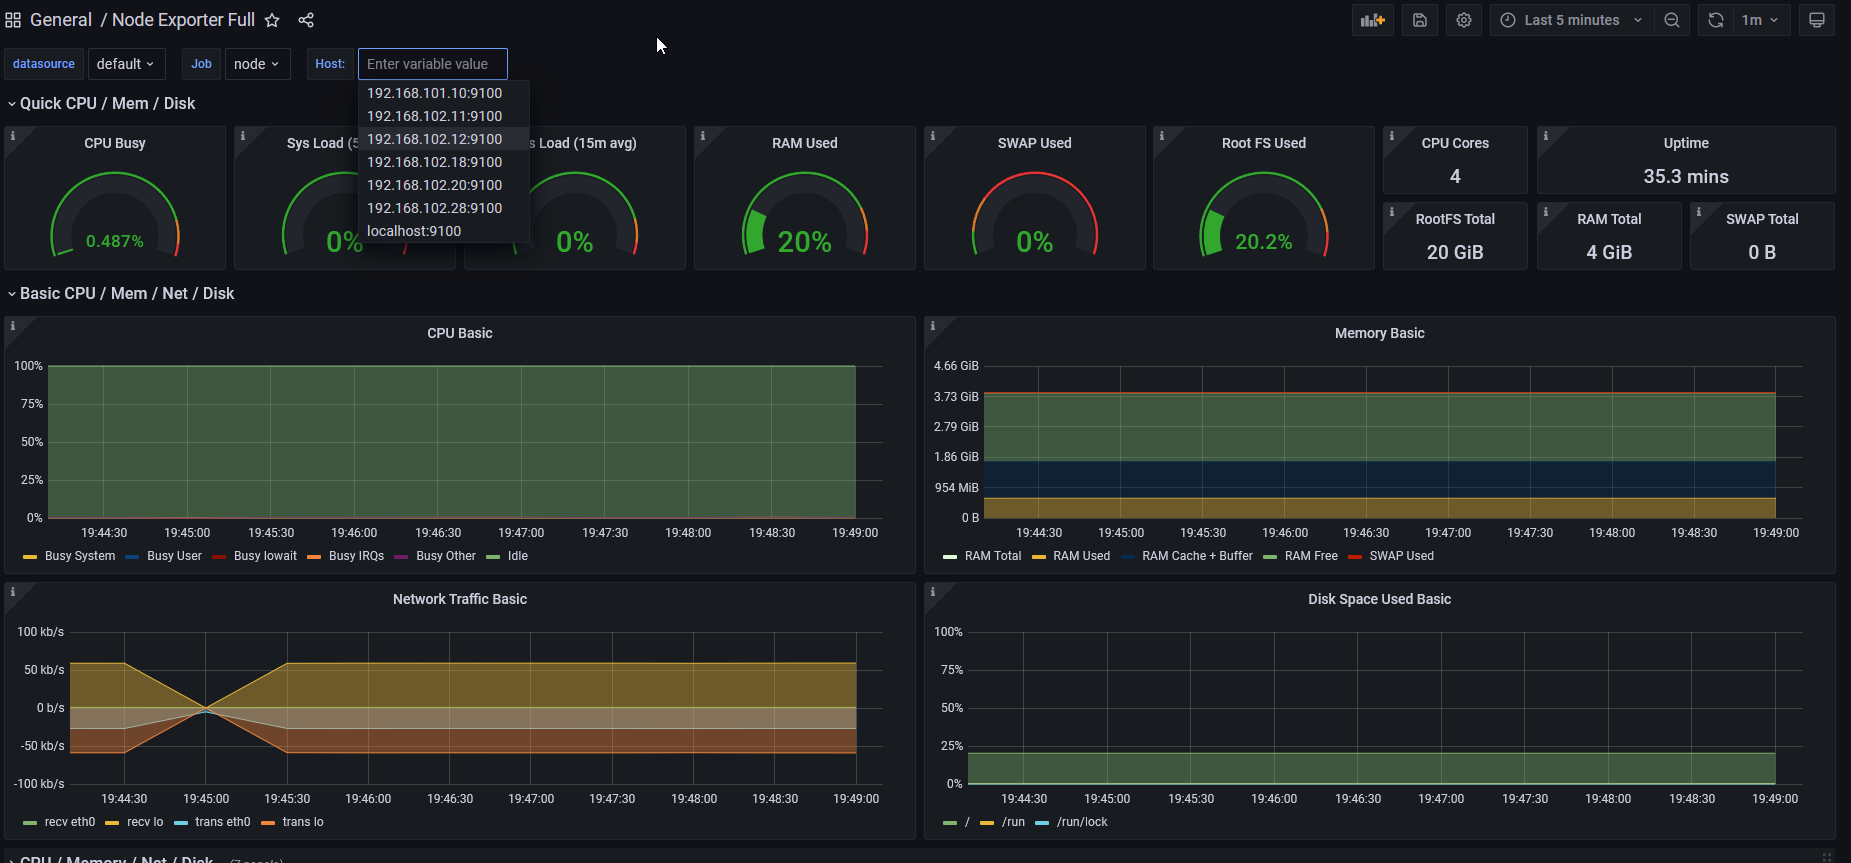 General / Node Exporter Full
Last 5 minutes
1m
datasource default Job node Host: Enter variable value
192.168.101.10:9100
192.168.102.11:9100
192.168.102.12:9100
192.168.102.18:9100
192.168.102.20:9100
192.168.102.28:9100
localhost:9100
Quick CPU / Mem / Disk
CPU Busy
0.487%
Sys Load (5
0%
s Load (15m avg)
0%
RAM Used
20%
SWAP Used
0%
Root FS Used
20.2%
CPU Cores
4
Uptime
35.3 mins
RootFS Total
20 GiB
RAM Total
4 GiB
SWAP Total
0 B
Basic CPU / Mem / Net / Disk
CPU Basic
100%
75%
50%
25%
0%
19:44:30 19:45:00 19:45:30 19:46:00 19:46:30 19:47:00 19:47:30 19:48:00 19:48:30 19:49:00
Busy System Busy User Busy Iowait Busy IRQs Busy Other Idle
Memory Basic
4.66 GiB
3.73 GiB
2.79 GiB
1.86 GiB
954 MiB
0 B
19:44:30 19:45:00 19:45:30 19:46:00 19:46:30 19:47:00 19:47:30 19:48:00 19:48:30 19:49:00
RAM Total RAM Used RAM Cache + Buffer RAM Free SWAP Used
Network Traffic Basic
100 kb/s
50 kb/s
0 b/s
-50 kb/s
-100 kb/s
19:44:30 19:45:00 19:45:30 19:46:00 19:46:30 19:47:00 19:47:30 19:48:00 19:48:30 19:49:00
recv eth0 recv lo trans eth0 trans lo
Disk Space Used Basic
100%
75%
50%
25%
0%
19:44:30 19:45:00 19:45:30 19:46:00 19:46:30 19:47:00 19:47:30 19:48:00 19:48:30 19:49:00
/ /run /run/lock
CPU / Memory / Net / Disk (7 panels)